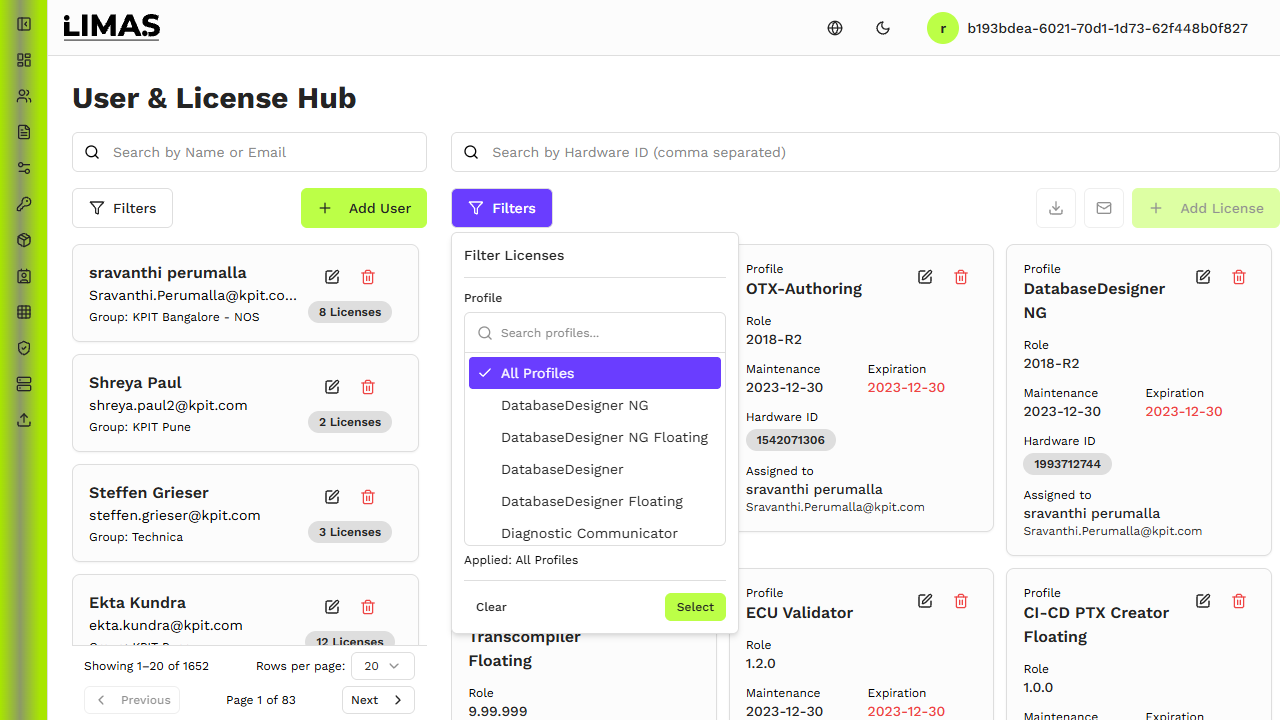 LIMAS
r
b193bdea-6021-70d1-1d73-62f448b0f827
User & License Hub
Search by Name or Email
Search by Hardware ID (comma separated)
Filters
Add User
Filters
Add License
sravanthi perumalla
Sravanthi.Perumalla@kpit.co...
Group: KPIT Bangalore - NOS
8 Licenses
Shreya Paul
shreya.paul2@kpit.com
Group: KPIT Pune
2 Licenses
Steffen Grieser
steffen.grieser@kpit.com
Group: Technica
3 Licenses
Ekta Kundra
ekta.kundra@kpit.com
12 Licenses
Showing 1–20 of 1652
Rows per page:
20
Previous
Page 1 of 83
Next
Filter Licenses
Profile
Search profiles...
All Profiles
DatabaseDesigner NG
DatabaseDesigner NG Floating
DatabaseDesigner
DatabaseDesigner Floating
Diagnostic Communicator
Applied: All Profiles
Clear
Select
Transcompiler
Floating
Role
9.99.999
Profile
OTX-Authoring
Role
2018-R2
Maintenance
Expiration
2023-12-30
2023-12-30
Hardware ID
1542071306
Assigned to
sravanthi perumalla
Sravanthi.Perumalla@kpit.com
Profile
DatabaseDesigner
NG
Role
2018-R2
Maintenance
Expiration
2023-12-30
2023-12-30
Hardware ID
1993712744
Assigned to
sravanthi perumalla
Sravanthi.Perumalla@kpit.com
Profile
ECU Validator
Role
1.2.0
Maintenance
Expiration
2023-12-30
2023-12-30
Profile
CI-CD PTX Creator
Floating
Role
1.0.0
Maintenance
Expiration